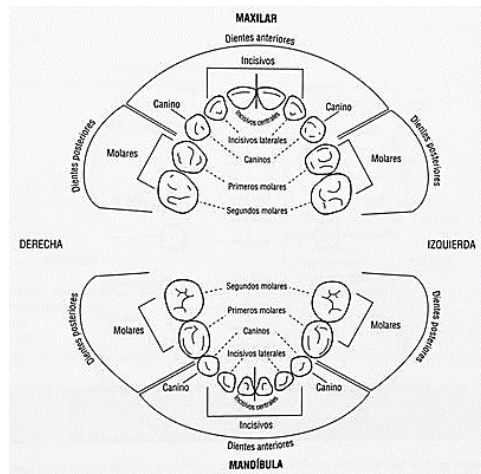 MAXILAR
Dientes anteriores
Incisivos
Canino
Canino
Incisivos centrales
Incisivos laterales
Dientes posteriores
Molares
Caninos
Molares
Dientes posteriores
Primeros molares
Segundos molares
DERECHA
IZQUIERDA
Segundos molares
Dientes posteriores
Primeros molares
Dientes posteriores
Molares
Caninos
Molares
Incisivos laterales
Canino
Incisivos centrales
Canino
Incisivos
Dientes anteriores
MANDÍBULA